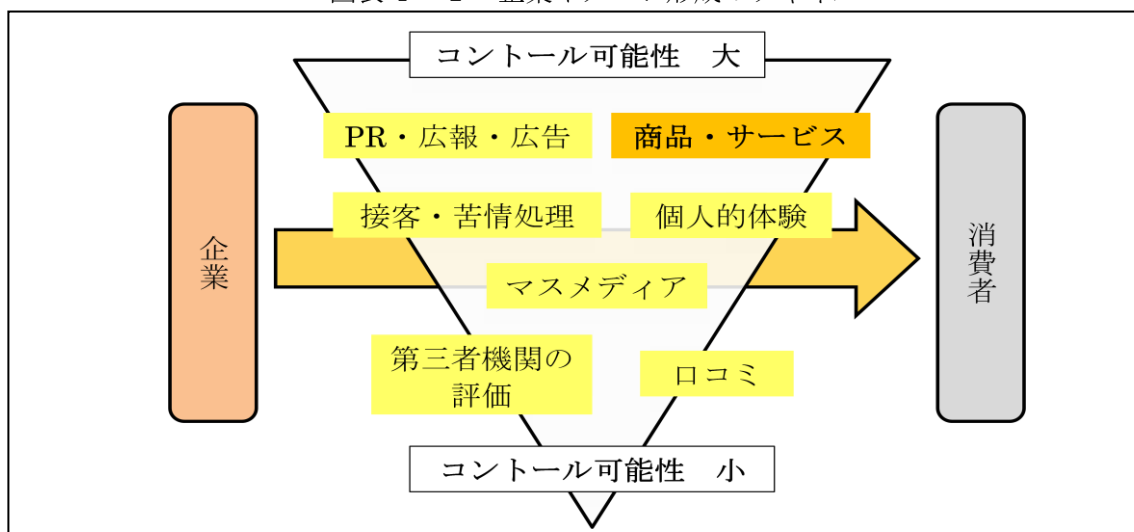 コントール可能性 大
PR・広報・広告
商品・サービス
接客・苦情処理
個人的体験
企業
マスメディア
消費者
第三者機関の
評価
口コミ
コントール可能性 小